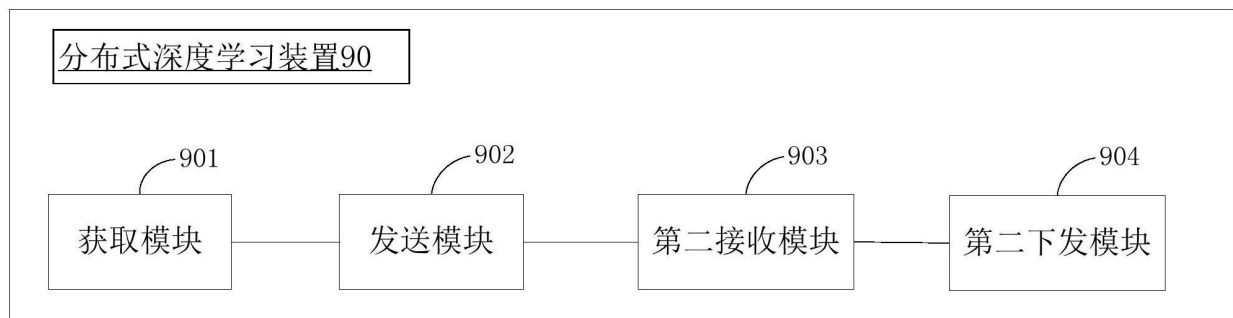 分布式深度学习装置90
901
902
903
904
获取模块
发送模块
第二接收模块
第二下发模块